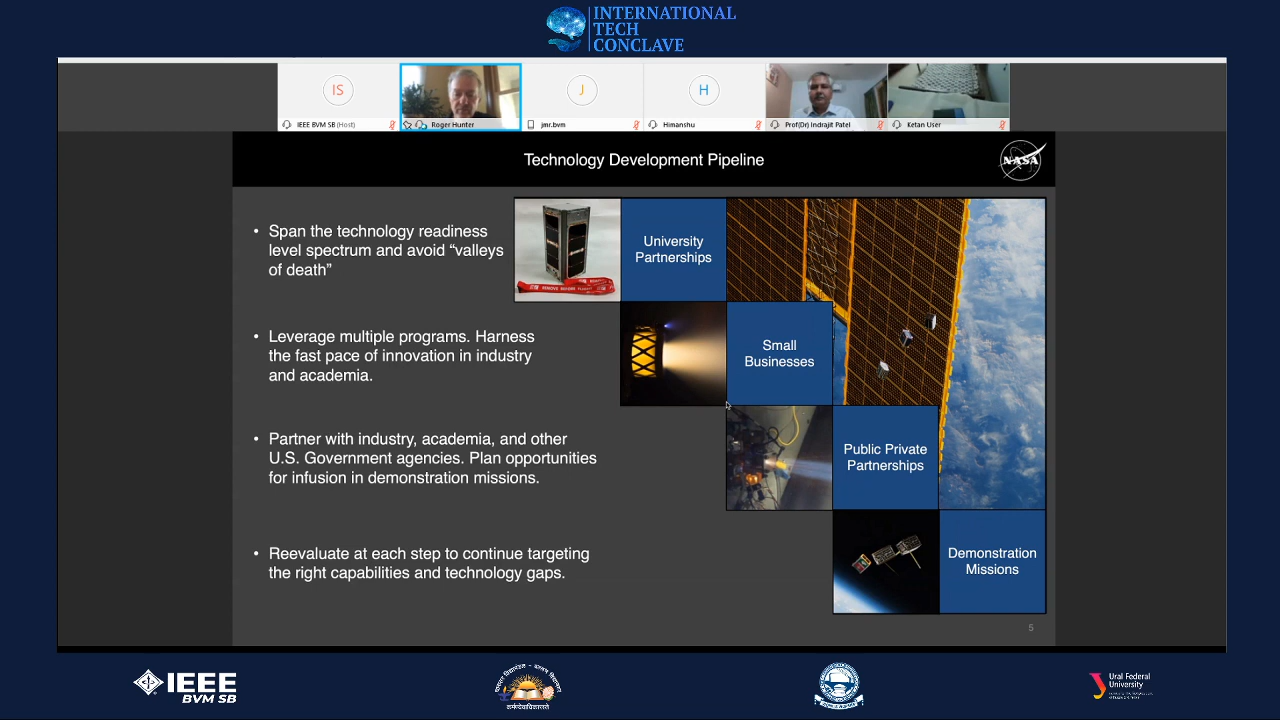 INTERNATIONAL
TECH
CONCLAVE
IS
J
H
IEEE BVM SB (Host)
Roger Hunter
jmr.bvm
Himanshu
Prof(Dr) Indrajit Patel
Ketan User
Technology Development Pipeline
NASA
• Span the technology readiness
level spectrum and avoid “valleys
of death”
University
Partnerships
• Leverage multiple programs. Harness
the fast pace of innovation in industry
and academia.
Small
Businesses
• Partner with industry, academia, and other
U.S. Government agencies. Plan opportunities
for infusion in demonstration missions.
Public Private
Partnerships
• Reevaluate at each step to continue targeting
the right capabilities and technology gaps.
Demonstration
Missions
5
IEEE
BVM SB
Ural Federal
University